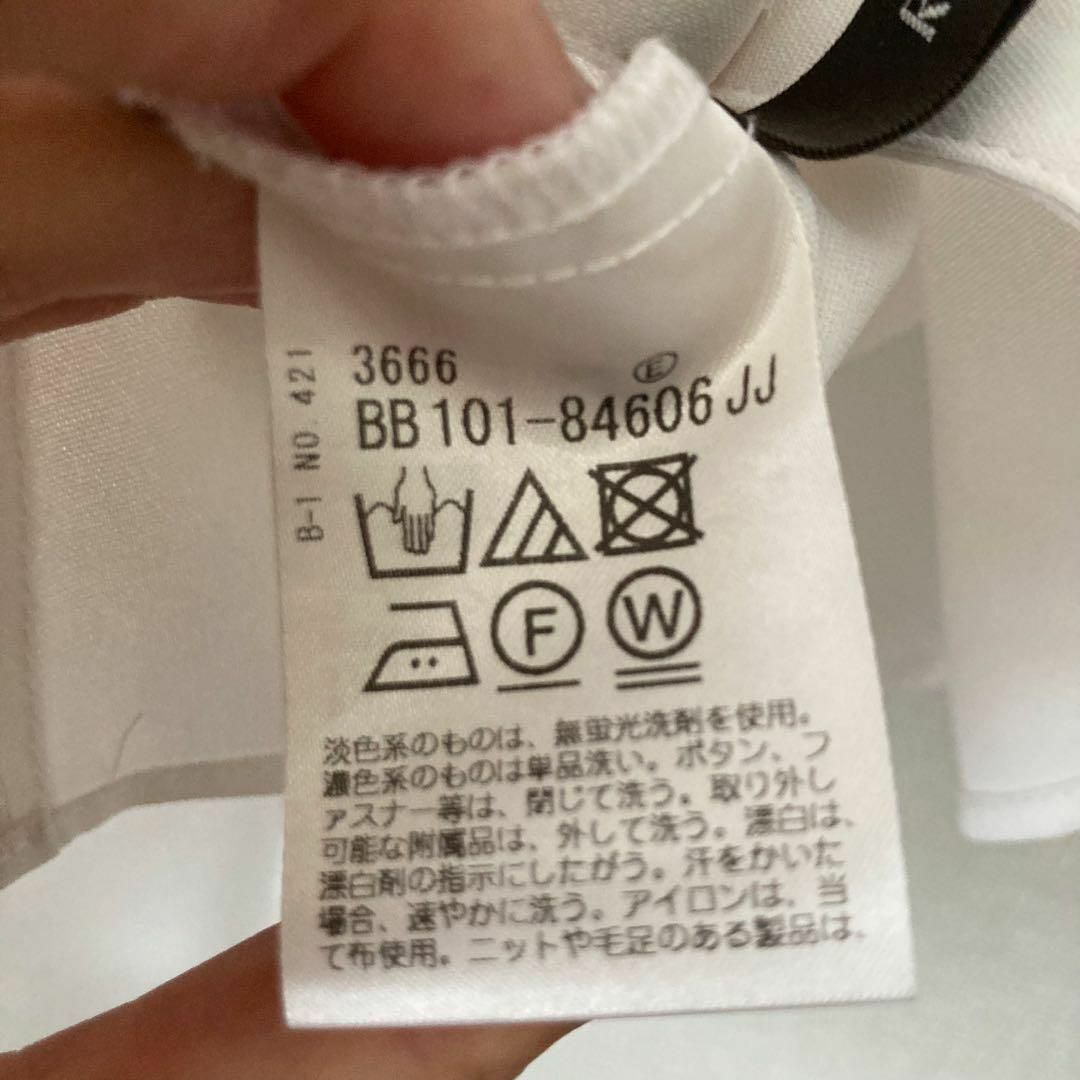 3666
Ⓔ
BB101-84606JJ
B-1 NO. 421
F
W
淡色系のものは、無蛍光洗剤を使用。
濃色系のものは単品洗い。ボタン、フ
ァスナー等は、閉じて洗う。取り外し
可能な附属品は、外して洗う。漂白は、
漂白剤の指示にしたがう。汗をかいた
場合、速やかに洗う。アイロンは、当
て布使用。ニットや毛足のある製品は、